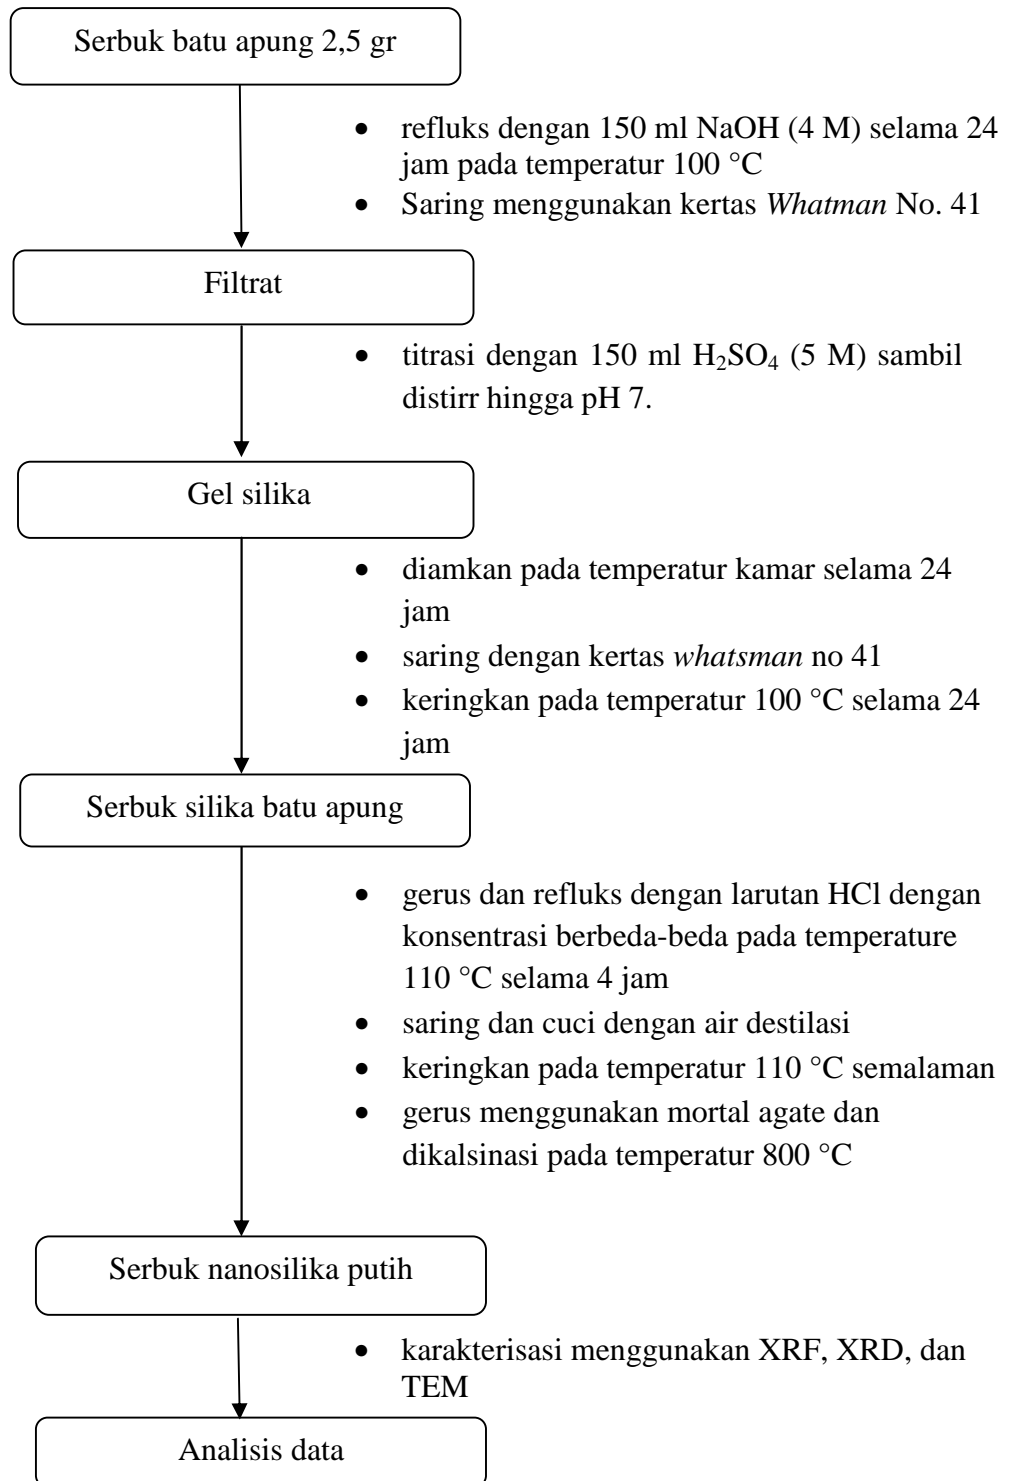 Serbuk batu apung 2,5 gr
• refluks dengan 150 ml NaOH (4 M) selama 24
jam pada temperatur 100 °C
• Saring menggunakan kertas Whatman No. 41
Filtrat
• titrasi dengan 150 ml H₂SO₄ (5 M) sambil
distirr hingga pH 7.
Gel silika
• diamkan pada temperatur kamar selama 24
jam
• saring dengan kertas whatsman no 41
• keringkan pada temperatur 100 °C selama 24
jam
Serbuk silika batu apung
• gerus dan refluks dengan larutan HCl dengan
konsentrasi berbeda-beda pada temperature
110 °C selama 4 jam
• saring dan cuci dengan air destilasi
• keringkan pada temperatur 110 °C semalaman
• gerus menggunakan mortal agate dan
dikalsinasi pada temperatur 800 °C
Serbuk nanosilika putih
• karakterisasi menggunakan XRF, XRD, dan
TEM
Analisis data